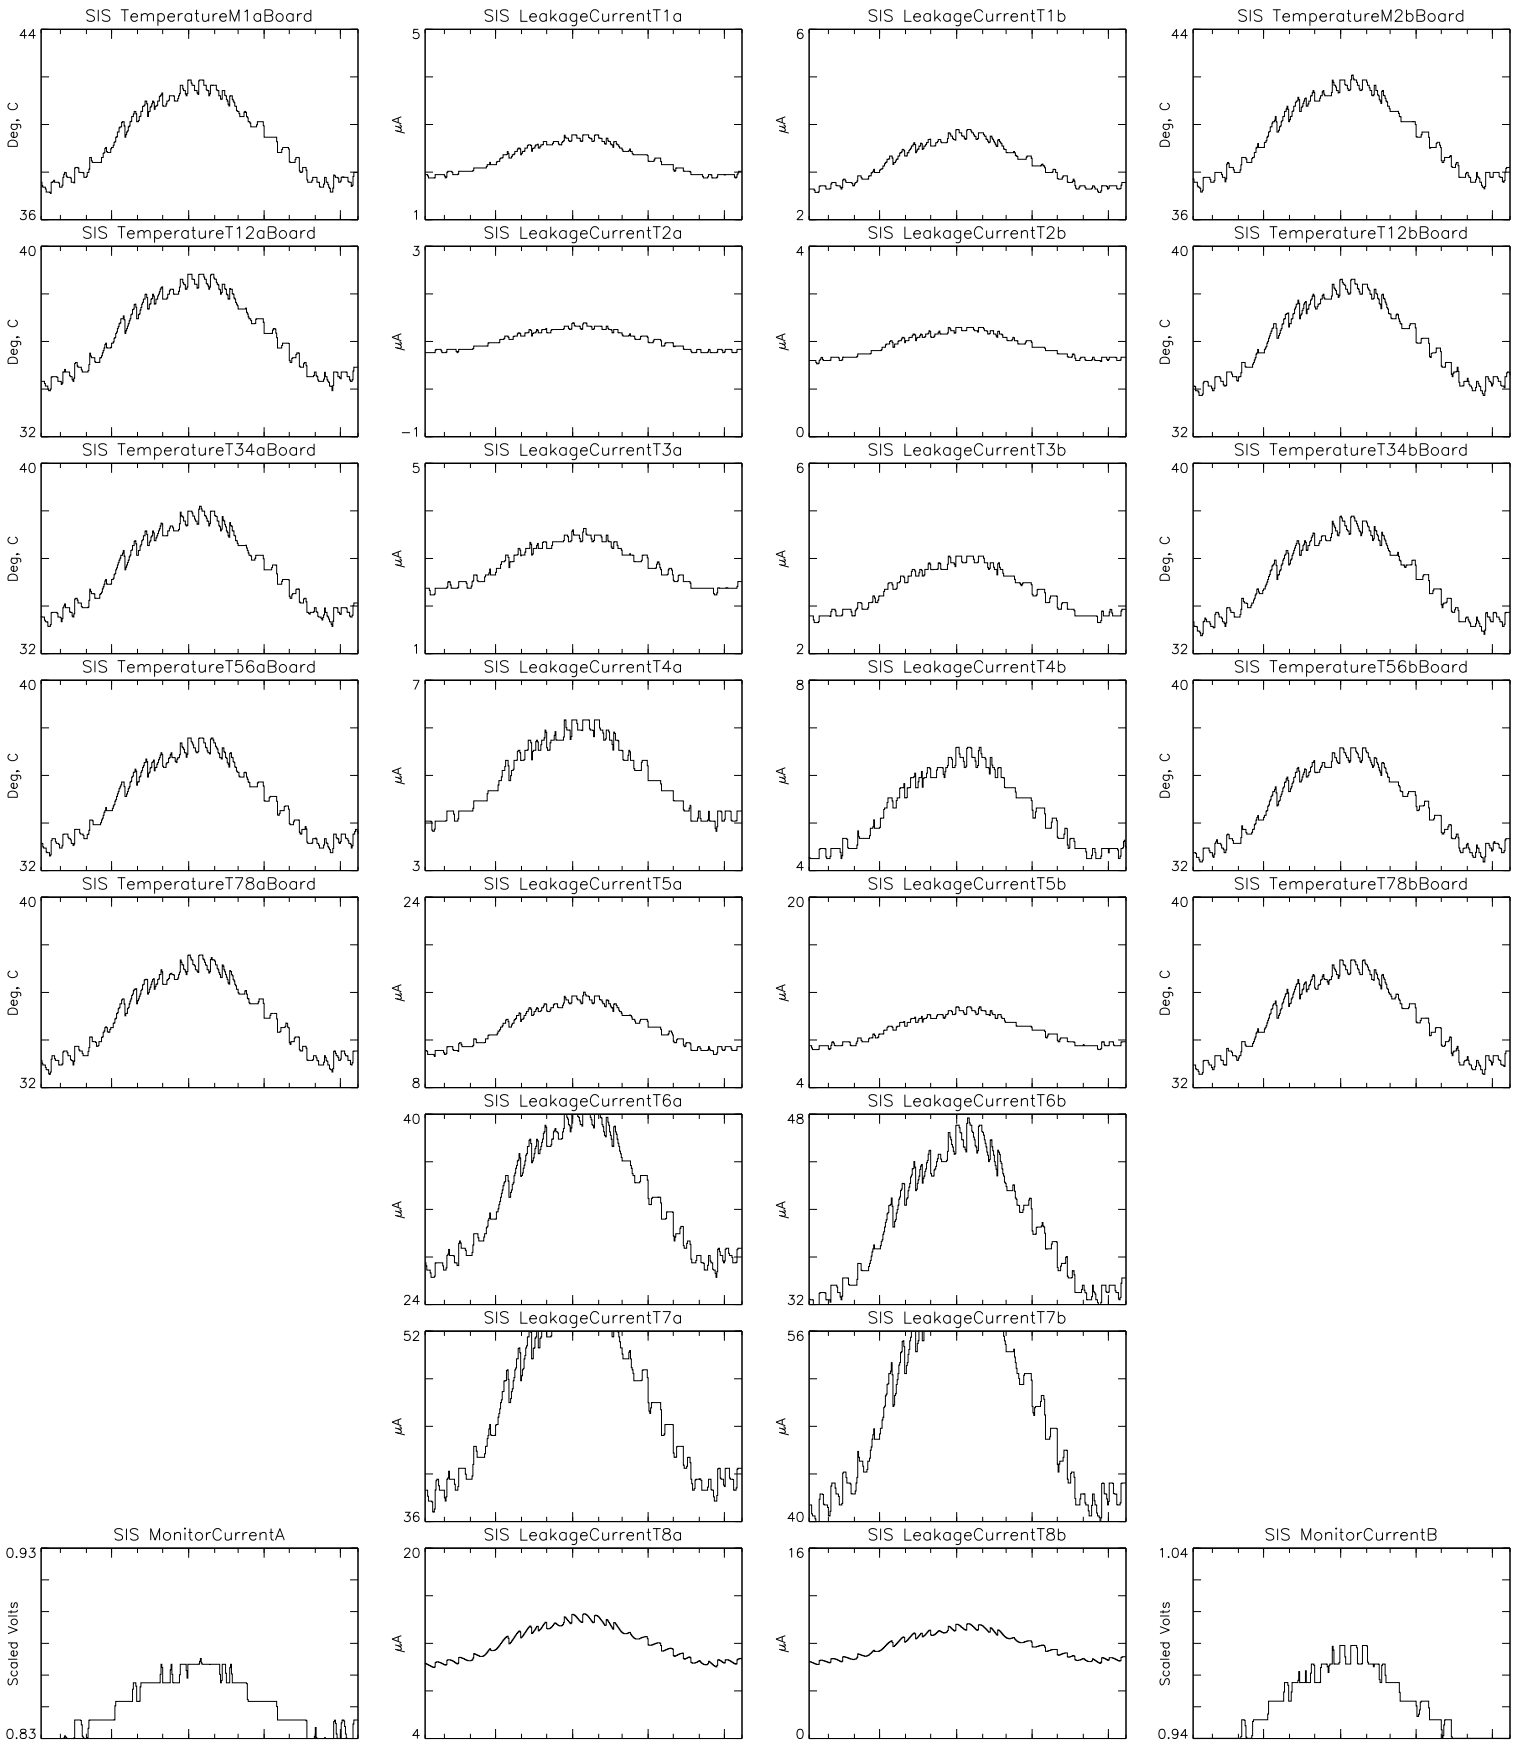 SIS TemperatureM1aBoard
44
Deg, C
36
SIS LeakageCurrentT1a
5
μA
1
SIS LeakageCurrentT1b
6
μA
2
SIS TemperatureM2bBoard
44
Deg, C
36
SIS TemperatureT12aBoard
40
Deg, C
32
SIS LeakageCurrentT2a
3
μA
-1
SIS LeakageCurrentT2b
4
μA
0
SIS TemperatureT12bBoard
40
Deg, C
32
SIS TemperatureT34aBoard
40
Deg, C
32
SIS LeakageCurrentT3a
5
μA
1
SIS LeakageCurrentT3b
6
μA
2
SIS TemperatureT34bBoard
40
Deg, C
32
SIS TemperatureT56aBoard
40
Deg, C
32
SIS LeakageCurrentT4a
7
μA
3
SIS LeakageCurrentT4b
8
μA
4
SIS TemperatureT56bBoard
40
Deg, C
32
SIS TemperatureT78aBoard
40
Deg, C
32
SIS LeakageCurrentT5a
24
μA
8
SIS LeakageCurrentT5b
20
μA
4
SIS TemperatureT78bBoard
40
Deg, C
32
SIS LeakageCurrentT6a
40
μA
24
SIS LeakageCurrentT6b
48
μA
32
SIS LeakageCurrentT7a
52
μA
36
SIS LeakageCurrentT7b
56
μA
40
SIS MonitorCurrentA
0.93
Scaled Volts
0.83
SIS LeakageCurrentT8a
20
μA
4
SIS LeakageCurrentT8b
16
μA
0
SIS MonitorCurrentB
1.04
Scaled Volts
0.94